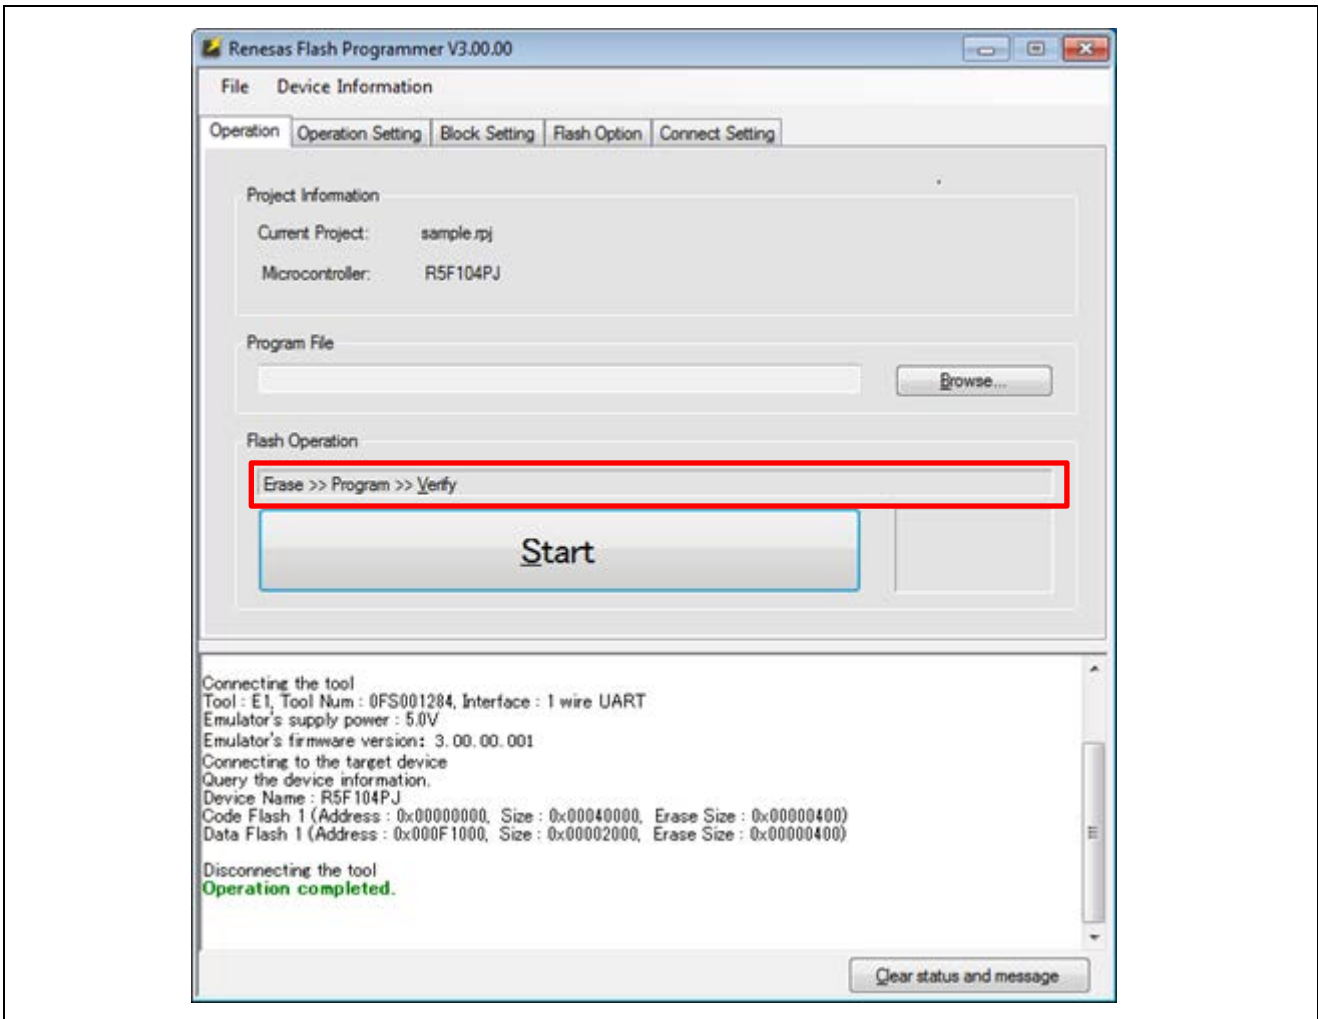 Renesas Flash Programmer V3.00.00
File Device Information
Operation Operation Setting Block Setting Flash Option Connect Setting
Project Information
Current Project: sample.rpj
Microcontroller: R5F104PJ
Program File
Browse...
Flash Operation
Erase >> Program >> Verify
Start
Connecting the tool
Tool : E1, Tool Num : 0FS001284, Interface : 1 wire UART
Emulator's supply power : 5.0V
Emulator's firmware version: 3.00.00.001
Connecting to the target device
Query the device information.
Device Name : R5F104PJ
Code Flash 1 (Address : 0x00000000, Size : 0x00040000, Erase Size : 0x00000400)
Data Flash 1 (Address : 0x000F1000, Size : 0x00002000, Erase Size : 0x00000400)
Disconnecting the tool
Operation completed.
Clear status and message